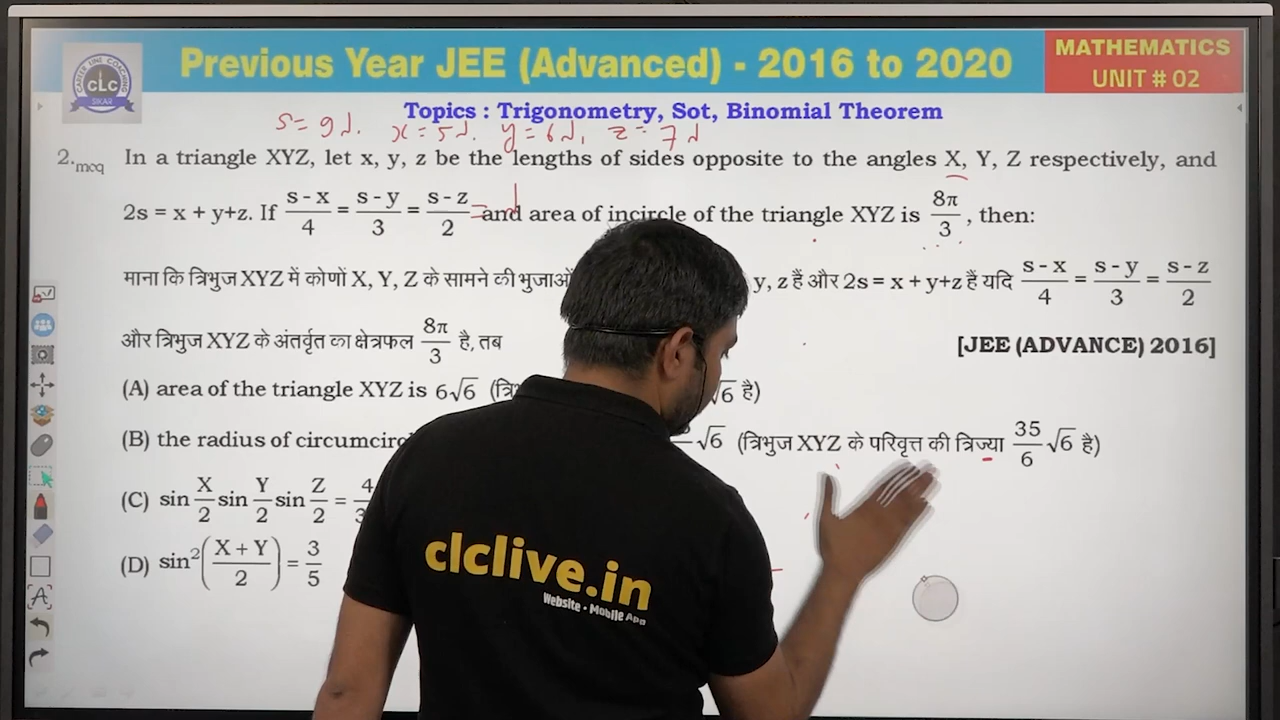 CAREER LINE COACHING
CLC
SIKAR
Previous Year JEE (Advanced) - 2016 to 2020
MATHEMATICS
UNIT # 02
Topics : Trigonometry, Sot, Binomial Theorem
s = 9λ. x = 5λ. y = 6λ, z = 7λ
2. mcq In a triangle XYZ, let x, y, z be the lengths of sides opposite to the angles X, Y, Z respectively, and
2s = x + y+z. If (s - x)/4 = (s - y)/3 = (s - z)/2 = λ and area of incircle of the triangle XYZ is 8π/3, then:
माना कि त्रिभुज XYZ में कोणों X, Y, Z के सामने की भुजाओं y, z हैं और 2s = x + y+z हैं यदि (s - x)/4 = (s - y)/3 = (s - z)/2
और त्रिभुज XYZ के अंतर्वृत का क्षेत्रफल 8π/3 है, तब
[JEE (ADVANCE) 2016]
(A) area of the triangle XYZ is 6√6 √6 है)
(B) the radius of √6 (त्रिभुज XYZ के परिवृत्त की त्रिज्या 35/6 √6 है)
(C) sin X/2 sin Y/2 sin Z/2 = 4
(D) sin²((X + Y)/2) = 3/5
clclive.in
Website • Mobile App